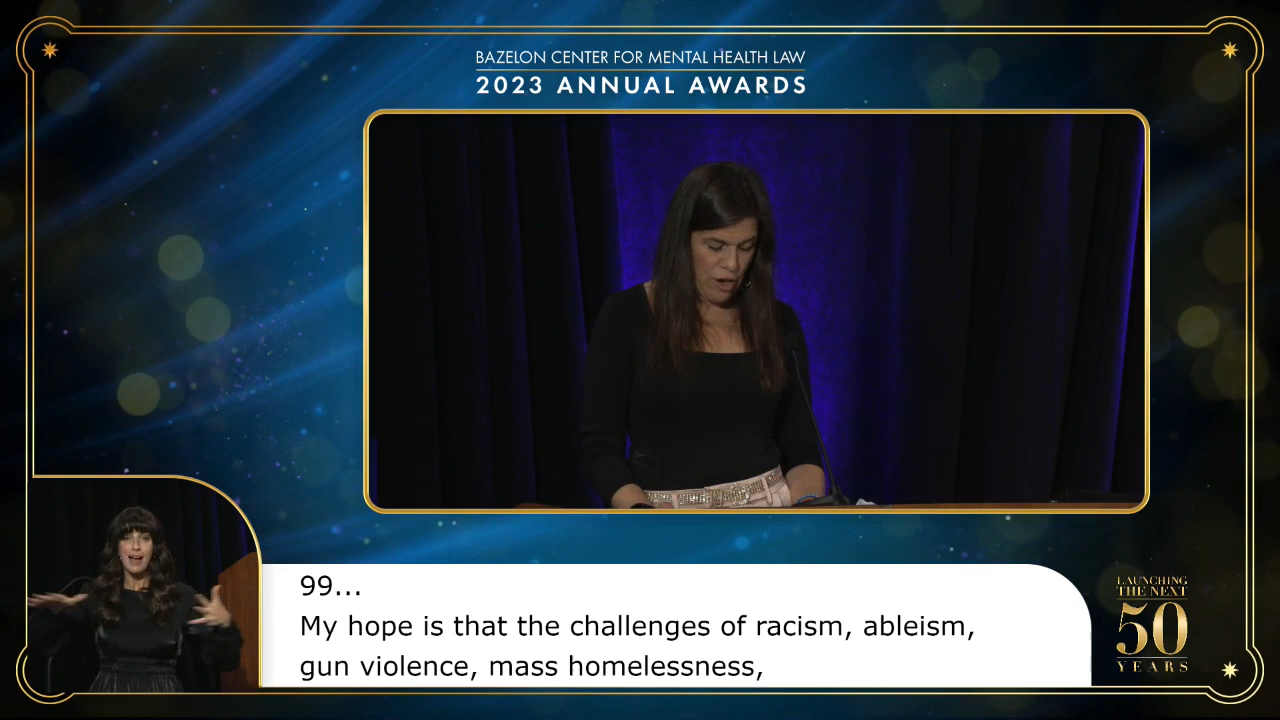 BAZELON CENTER FOR MENTAL HEALTH LAW
2023 ANNUAL AWARDS
99...
My hope is that the challenges of racism, ableism,
gun violence, mass homelessness,
LAUNCHING
THE NEXT
50
YEARS